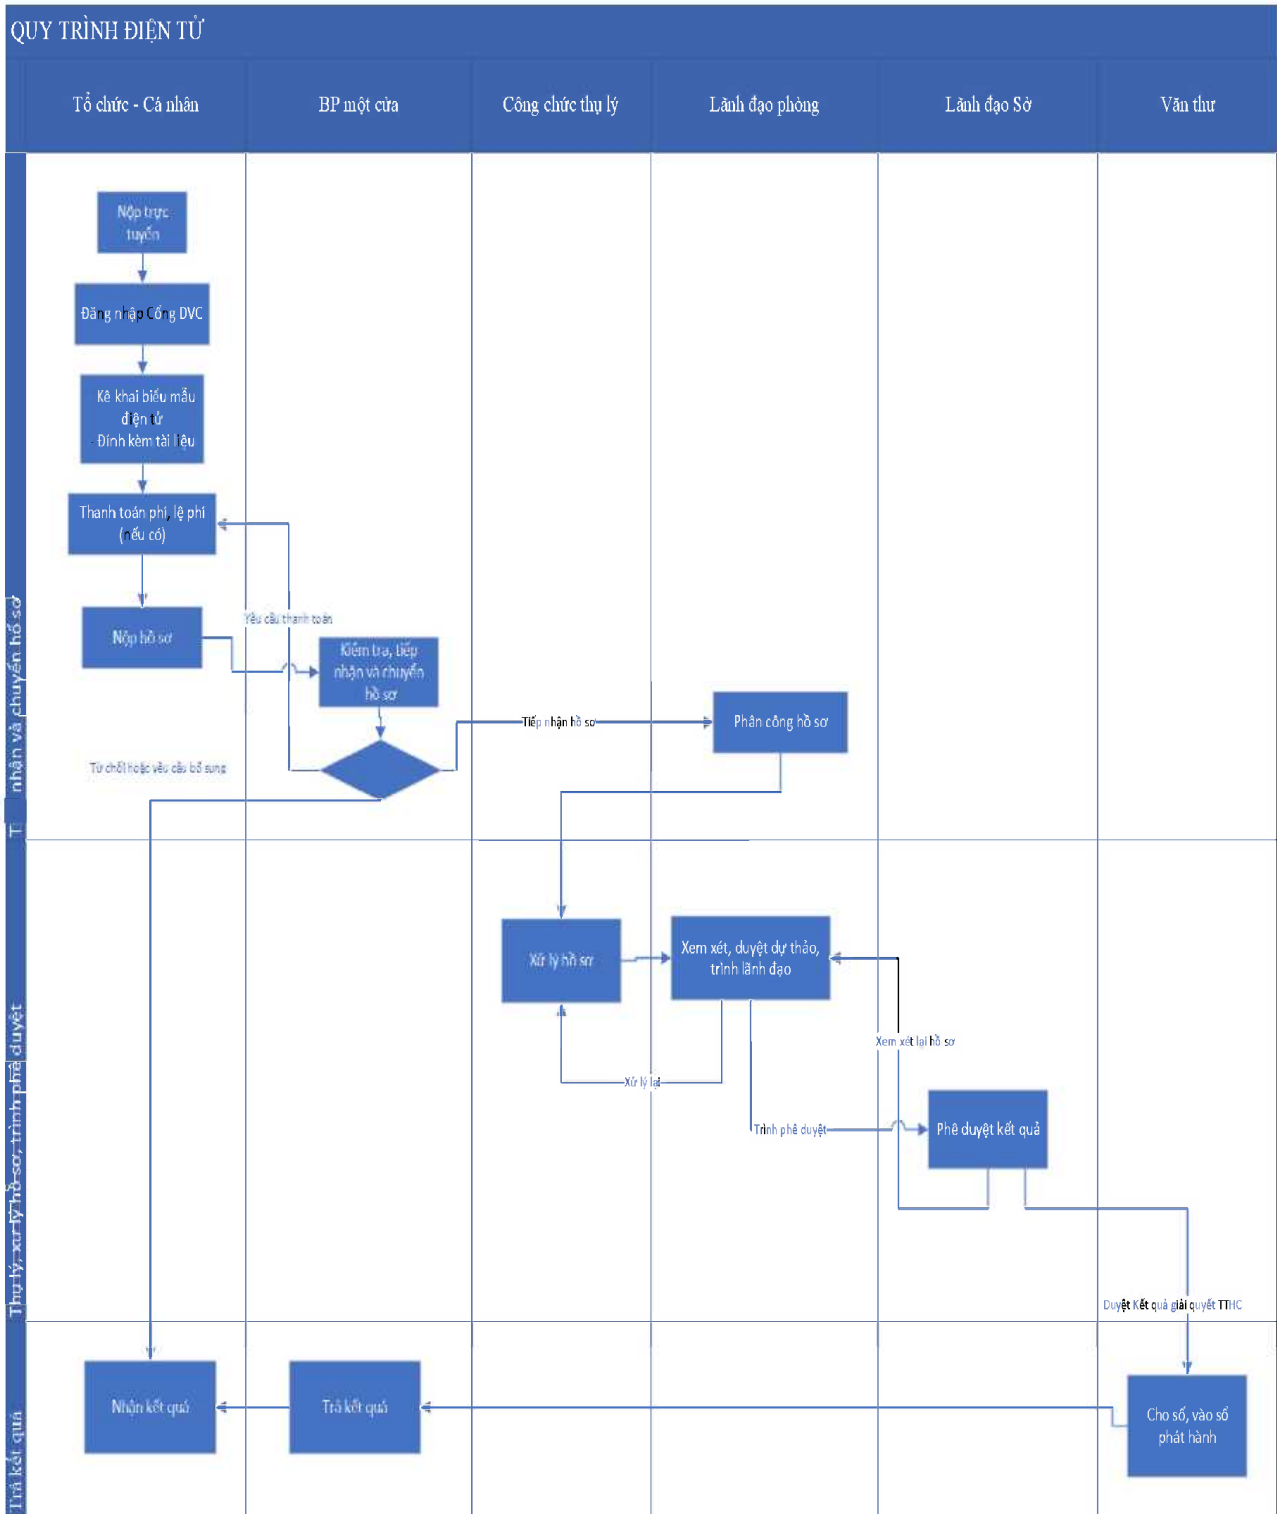 QUY TRÌNH ĐIỆN TỬ
Tổ chức - Cá nhân
BP một cửa
Công chức thụ lý
Lãnh đạo phòng
Lãnh đạo Sở
Văn thư
nhận và chuyển hồ sơ
Nộp trực
tuyến
Đăng nhập Cổng DVC
Kê khai biểu mẫu
điện tử
- Đính kèm tài liệu
Thanh toán phí, lệ phí
(nếu có)
Nộp hồ sơ
Yêu cầu thanh toán
Kiểm tra, tiếp
nhận và chuyển
hồ sơ
Tiếp nhận hồ sơ
Phân công hồ sơ
Từ chối hoặc yêu cầu bổ sung
Thụ lý, xử lý hồ sơ, trình phê duyệt
Xử lý hồ sơ
Xem xét, duyệt dự thảo,
trình lãnh đạo
Xem xét lại hồ sơ
Xử lý lại
Trình phê duyệt
Phê duyệt kết quả
Duyệt Kết quả giải quyết TTHC
Trả kết quả
Nhận kết quả
Trả kết quả
Cho số, vào sổ
phát hành